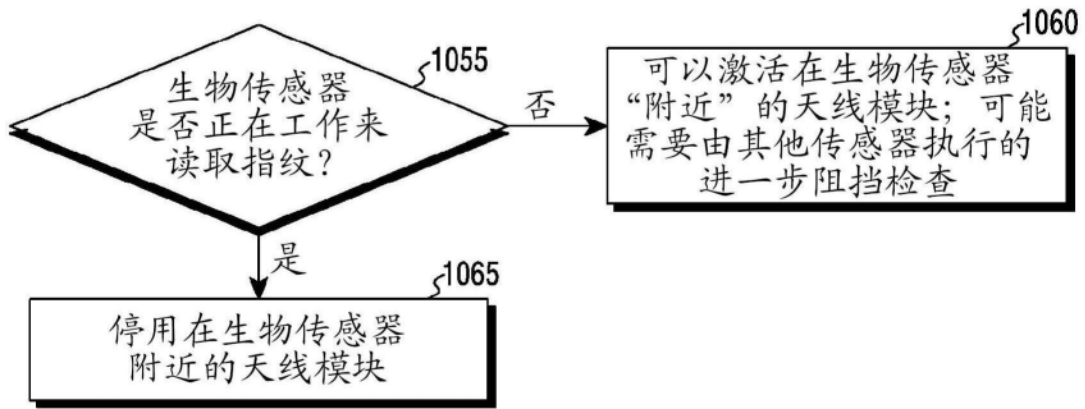 1055
生物传感器
是否正在工作来
读取指纹？
否
1060
可以激活在生物传感器
“附近”的天线模块；可能
需要由其他传感器执行的
进一步阻挡检查
是
1065
停用在生物传感器
附近的天线模块